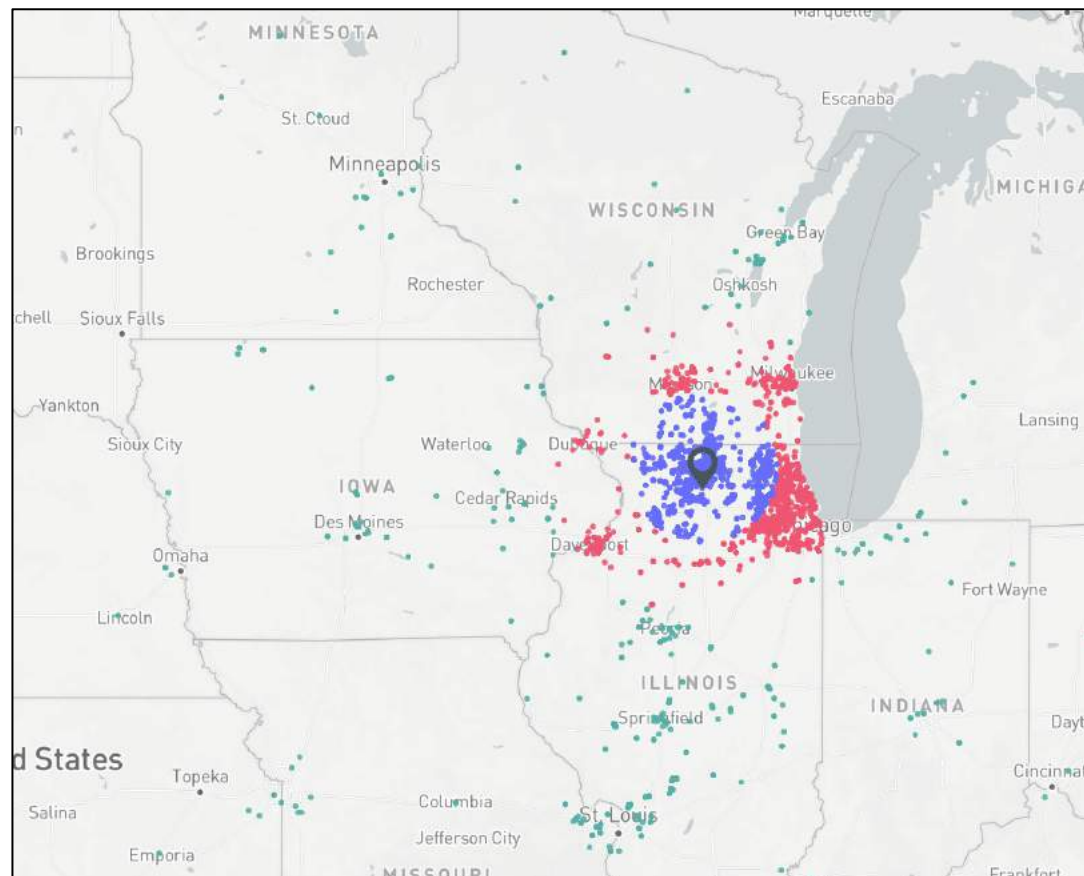 Marquette
MINNESOTA
Escanaba
St. Cloud
Minneapolis
MICHIGA
WISCONSIN
Green Bay
Brookings
Rochester
Oshkosh
chell
Sioux Falls
Milwaukee
Madison
Yankton
Lansing
Sioux City
Waterloo
Dubuque
IOWA
Cedar Rapids
Des Moines
Chicago
Davenport
Omaha
Fort Wayne
Lincoln
Peoria
ILLINOIS
INDIANA
Springfield
Dayt
d States
Topeka
Cincinnat
Columbia
Salina
St. Louis
Jefferson City
Emporia
MISSOURI
Frankfort